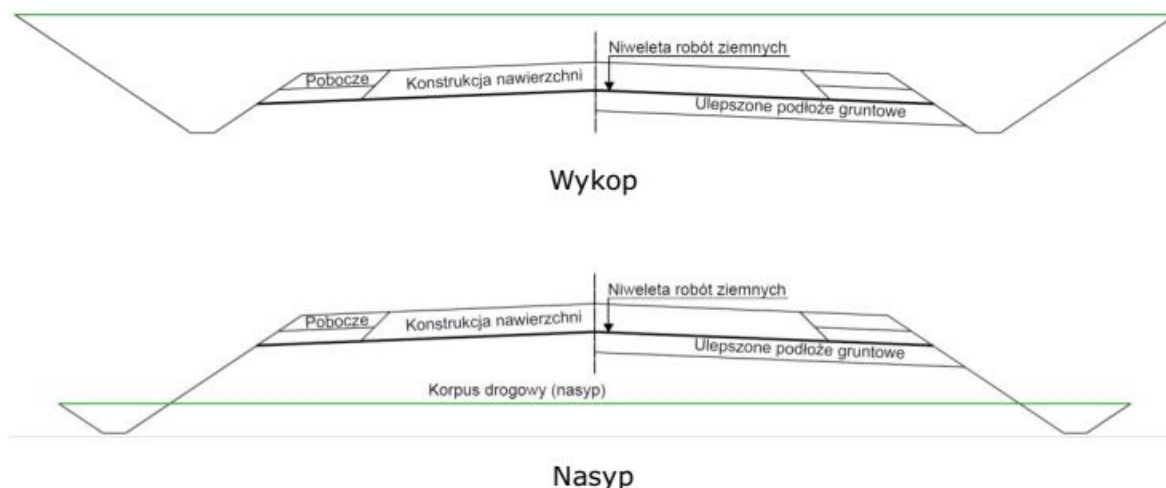 Niweleta robót ziemnych
Pobocze
Konstrukcja nawierzchni
Ulepszone podłoże gruntowe
Wykop
Niweleta robót ziemnych
Pobocze
Konstrukcja nawierzchni
Ulepszone podłoże gruntowe
Korpus drogowy (nasyp)
Nasyp